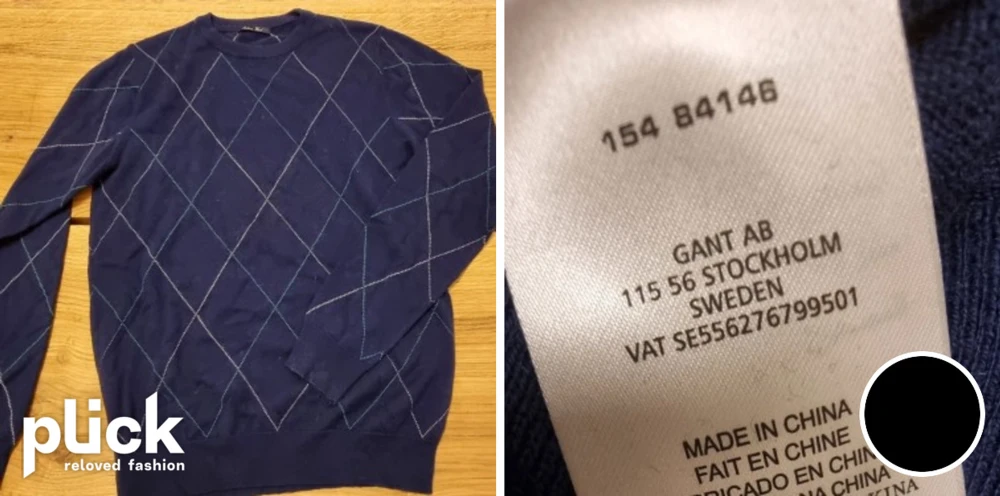 plick
reloved fashion
154 84146
GANT AB
115 56 STOCKHOLM
SWEDEN
VAT SE556276799501
MADE IN CHINA
FAIT EN CHINE
CHINA